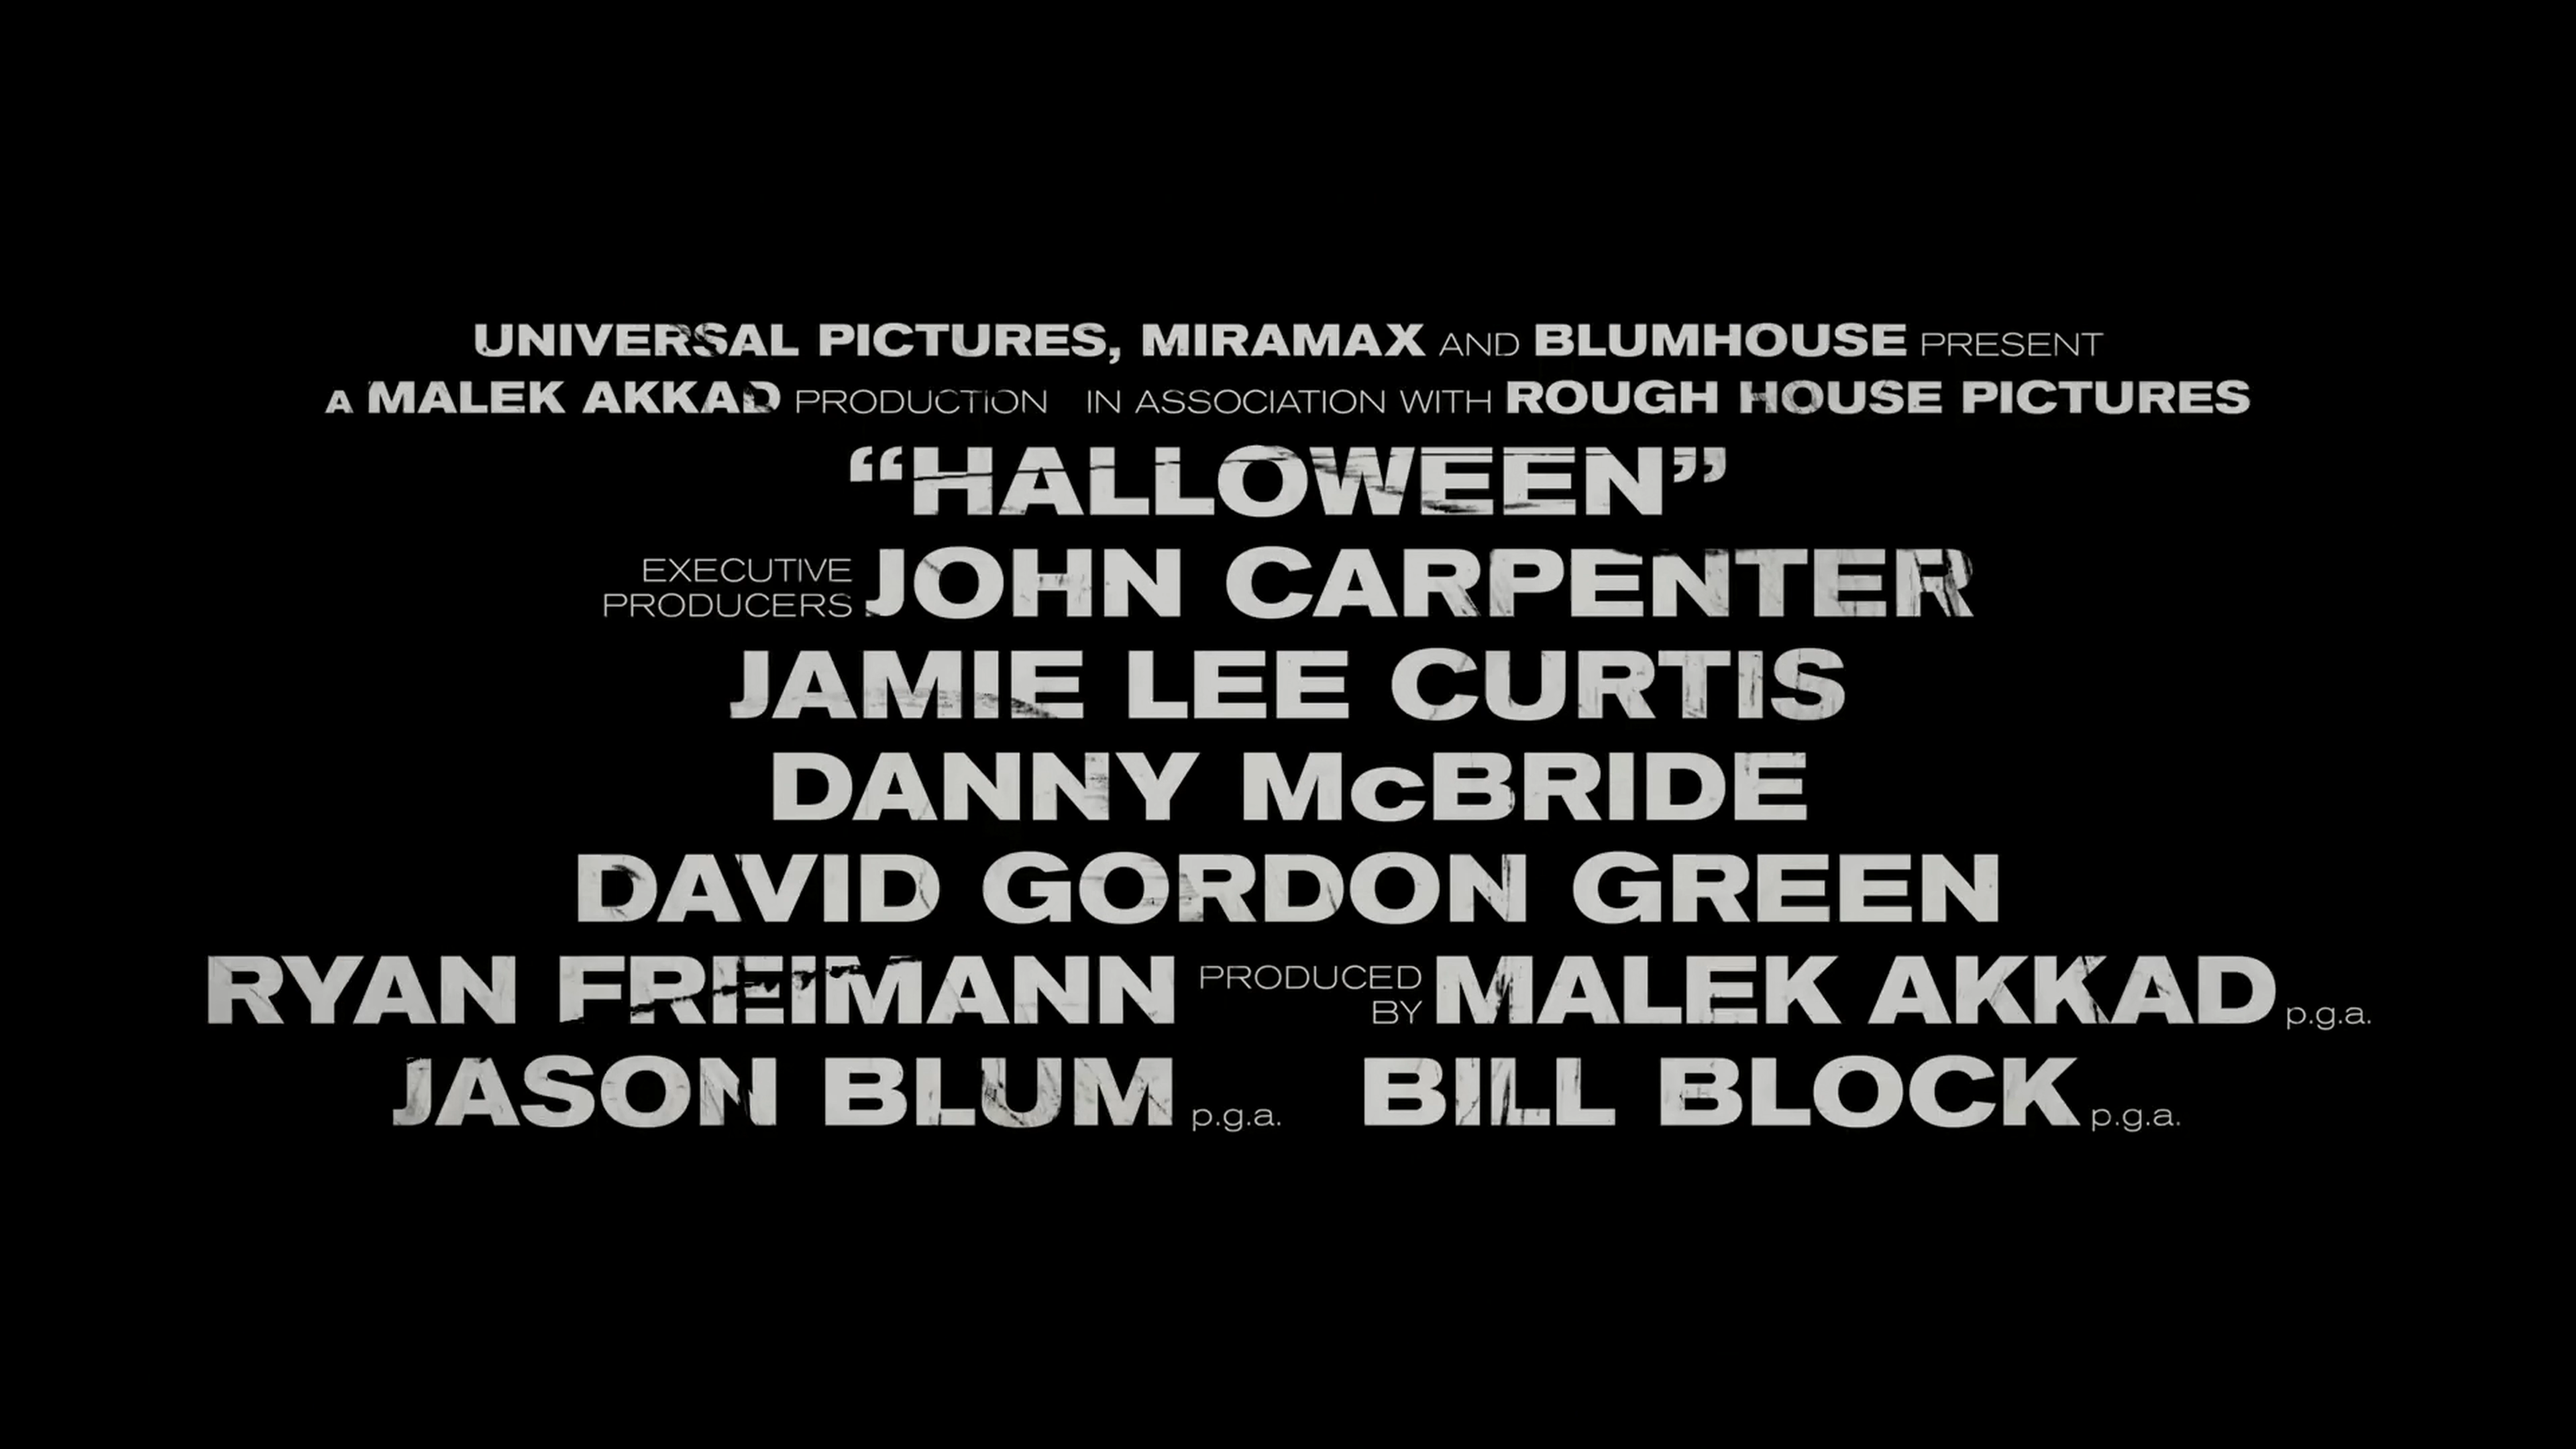 UNIVERSAL PICTURES, MIRAMAX AND BLUMHOUSE PRESENT
A MALEK AKKAD PRODUCTION IN ASSOCIATION WITH ROUGH HOUSE PICTURES
“HALLOWEEN”
EXECUTIVE PRODUCERS JOHN CARPENTER
JAMIE LEE CURTIS
DANNY McBRIDE
DAVID GORDON GREEN
RYAN FREIMANN PRODUCED BY MALEK AKKAD p.g.a.
JASON BLUM p.g.a. BILL BLOCK p.g.a.